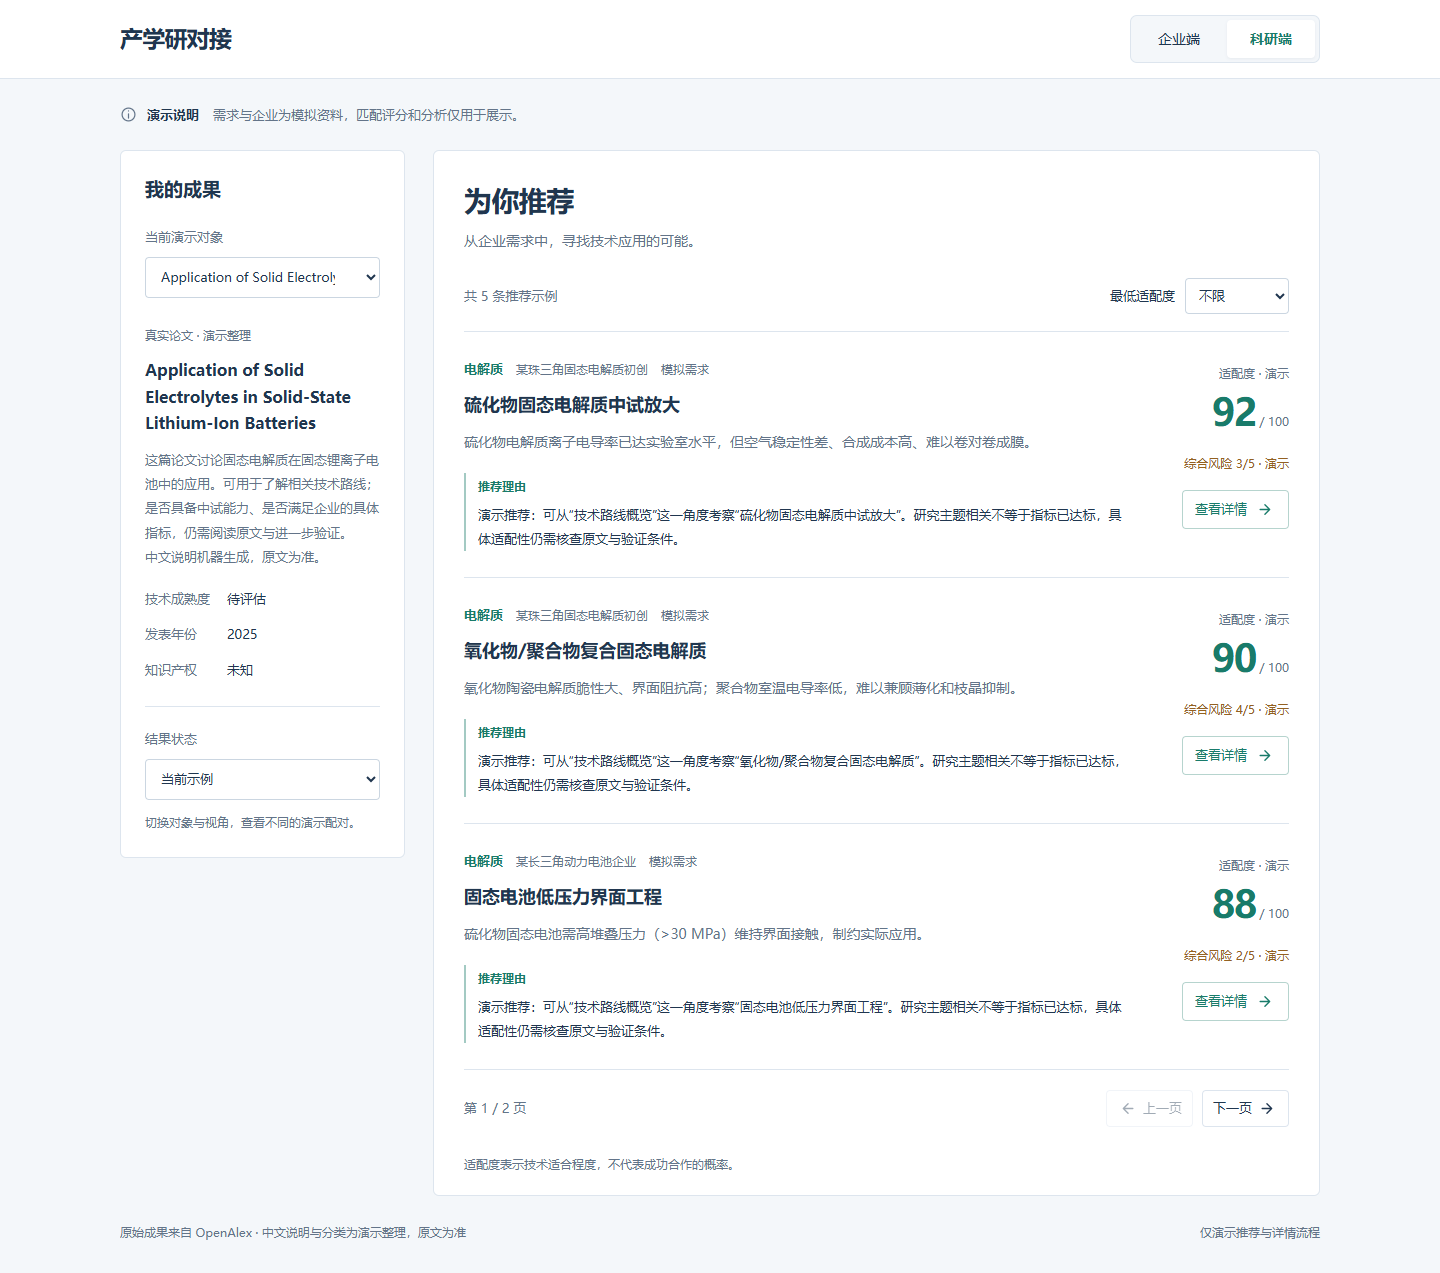 产学研对接
企业端
科研端
演示说明 需求与企业为模拟资料，匹配评分和分析仅用于展示。
我的成果
当前演示对象
Application of Solid Electroly
真实论文 · 演示整理
Application of Solid
Electrolytes in Solid-State
Lithium-Ion Batteries
这篇论文讨论固态电解质在固态锂离子电
池中的应用。可用于了解相关技术路线；
是否具备中试能力、是否满足企业的具体
指标，仍需阅读原文与进一步验证。
中文说明机器生成，原文为准。
技术成熟度 待评估
发表年份 2025
知识产权 未知
结果状态
当前示例
切换对象与视角，查看不同的演示配对。
为你推荐
从企业需求中，寻找技术应用的可能。
共 5 条推荐示例
最低适配度 不限
电解质 某珠三角固态电解质初创 模拟需求
硫化物固态电解质中试放大
硫化物电解质离子电导率已达实验室水平，但空气稳定性差、合成成本高、难以卷对卷成膜。
推荐理由
演示推荐：可从“技术路线概览”这一角度考察“硫化物固态电解质中试放大”。研究主题相关不等于指标已达标，具
体适配性仍需核查原文与验证条件。
适配度 · 演示
92 / 100
综合风险 3/5 · 演示
查看详情 →
电解质 某珠三角固态电解质初创 模拟需求
氧化物/聚合物复合固态电解质
氧化物陶瓷电解质脆性大、界面阻抗高；聚合物室温电导率低，难以兼顾薄化和枝晶抑制。
推荐理由
演示推荐：可从“技术路线概览”这一角度考察“氧化物/聚合物复合固态电解质”。研究主题相关不等于指标已达标，
具体适配性仍需核查原文与验证条件。
适配度 · 演示
90 / 100
综合风险 4/5 · 演示
查看详情 →
电解质 某长三角动力电池企业 模拟需求
固态电池低压力界面工程
硫化物固态电池需高堆叠压力（>30 MPa）维持界面接触，制约实际应用。
推荐理由
演示推荐：可从“技术路线概览”这一角度考察“固态电池低压力界面工程”。研究主题相关不等于指标已达标，具体
适配性仍需核查原文与验证条件。
适配度 · 演示
88 / 100
综合风险 2/5 · 演示
查看详情 →
第 1 / 2 页
← 上一页
下一页 →
适配度表示技术适合程度，不代表成功合作的概率。
原始成果来自 OpenAlex · 中文说明与分类为演示整理，原文为准
仅演示推荐与详情流程